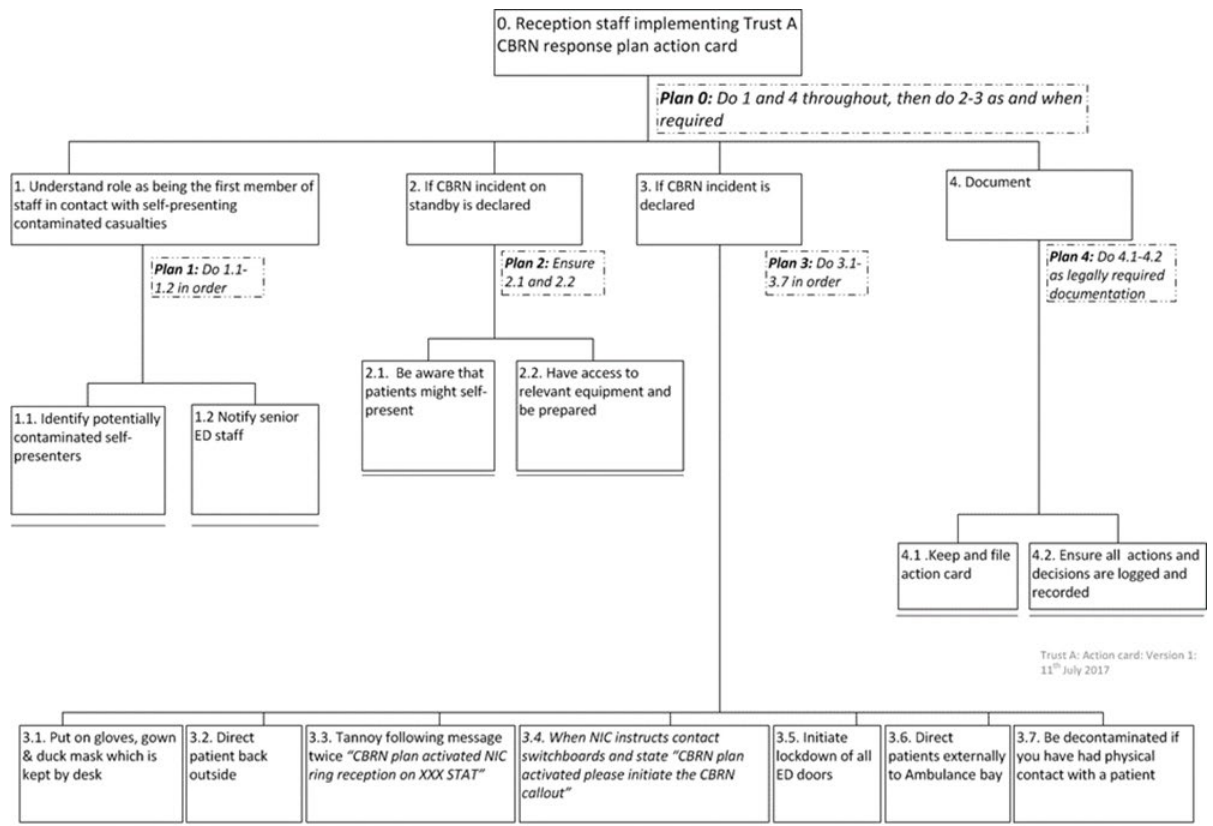 0. Reception staff implementing Trust A
CBRN response plan action card
Plan 0: Do 1 and 4 throughout, then do 2-3 as and when
required
1. Understand role as being the first member of
staff in contact with self-presenting
contaminated casualties
2. If CBRN incident on
standby is declared
3. If CBRN incident is
declared
4. Document
Plan 1: Do 1.1-
1.2 in order
Plan 2: Ensure
2.1 and 2.2
Plan 3: Do 3.1-
3.7 in order
Plan 4: Do 4.1-4.2
as legally required
documentation
1.1. Identify potentially
contaminated self-
presenters
1.2 Notify senior
ED staff
2.1. Be aware that
patients might self-
present
2.2. Have access to
relevant equipment and
be prepared
4.1 .Keep and file
action card
4.2. Ensure all actions and
decisions are logged and
recorded
Trust A: Action card: Version 1:
11th July 2017
3.1. Put on gloves, gown
& duck mask which is
kept by desk
3.2. Direct
patient back
outside
3.3. Tannoy following message
twice “CBRN plan activated NIC
ring reception on XXX STAT”
3.4. When NIC instructs contact
switchboards and state “CBRN plan
activated please initiate the CBRN
callout”
3.5. Initiate
lockdown of all
ED doors
3.6. Direct
patients externally
to Ambulance bay
3.7. Be decontaminated if
you have had physical
contact with a patient